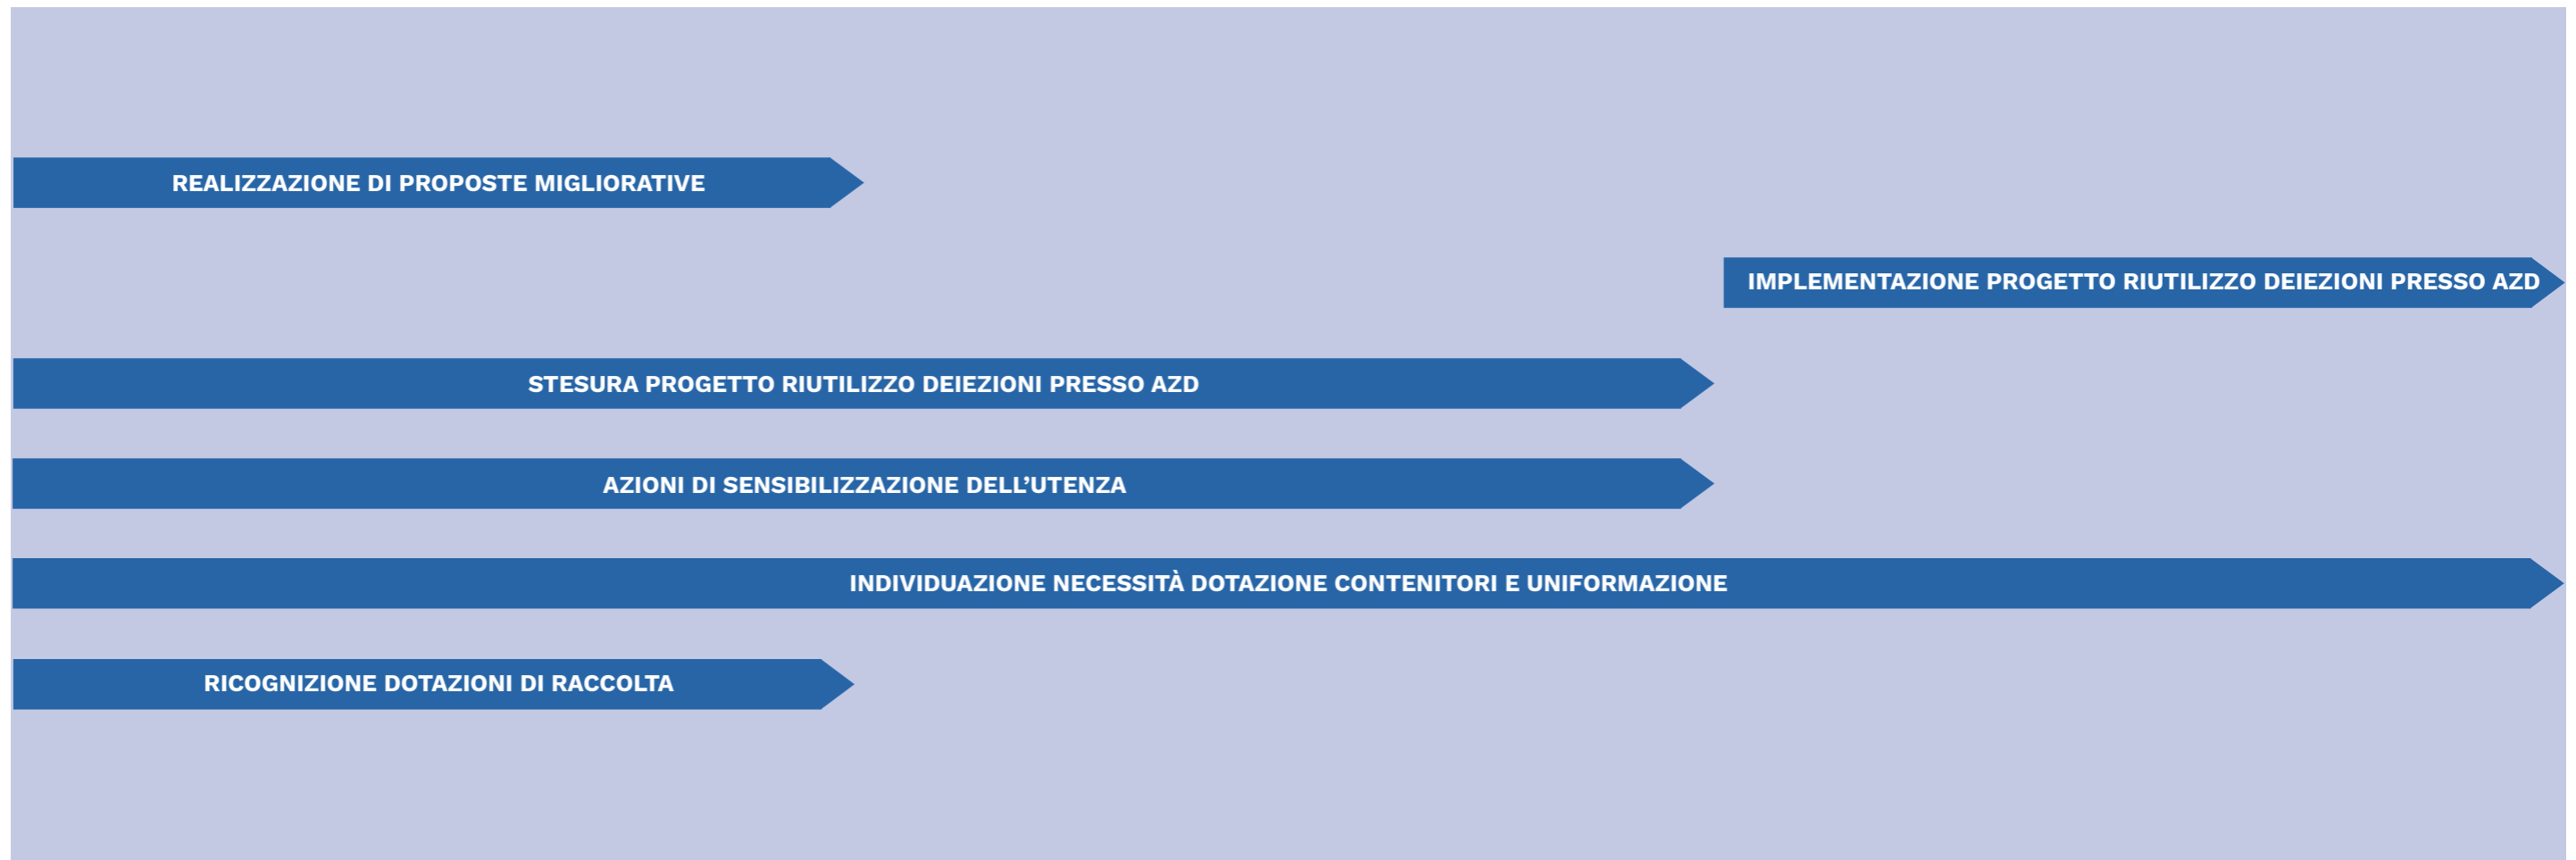 REALIZZAZIONE DI PROPOSTE MIGLIORATIVE
IMPLEMENTAZIONE PROGETTO RIUTILIZZO DEIEZIONI PRESSO AZD
STESURA PROGETTO RIUTILIZZO DEIEZIONI PRESSO AZD
AZIONI DI SENSIBILIZZAZIONE DELL’UTENZA
INDIVIDUAZIONE NECESSITÀ DOTAZIONE CONTENITORI E UNIFORMAZIONE
RICOGNIZIONE DOTAZIONI DI RACCOLTA